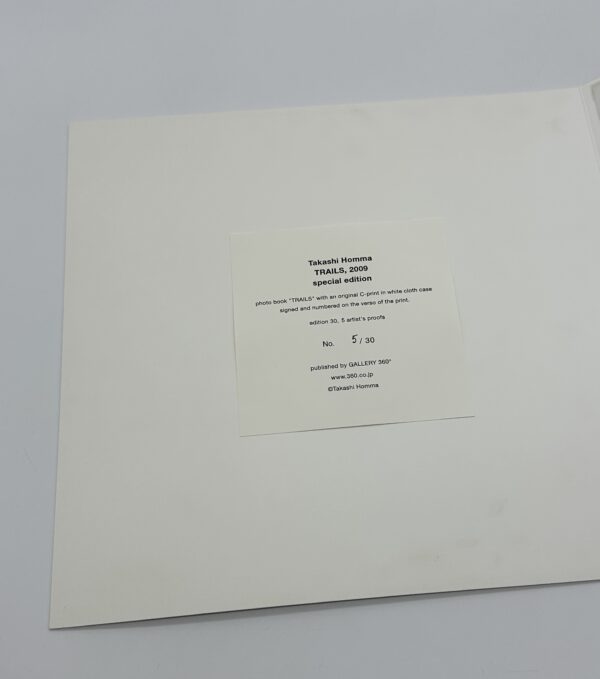 Takashi Homma
TRAILS, 2009
special edition
photo book "TRAILS" with an original C-print in white cloth case
signed and numbered on the verso of the print.
edition 30, 5 artist's proofs
No. 5 / 30
published by GALLERY 360°
www.360.co.jp
©Takashi Homma